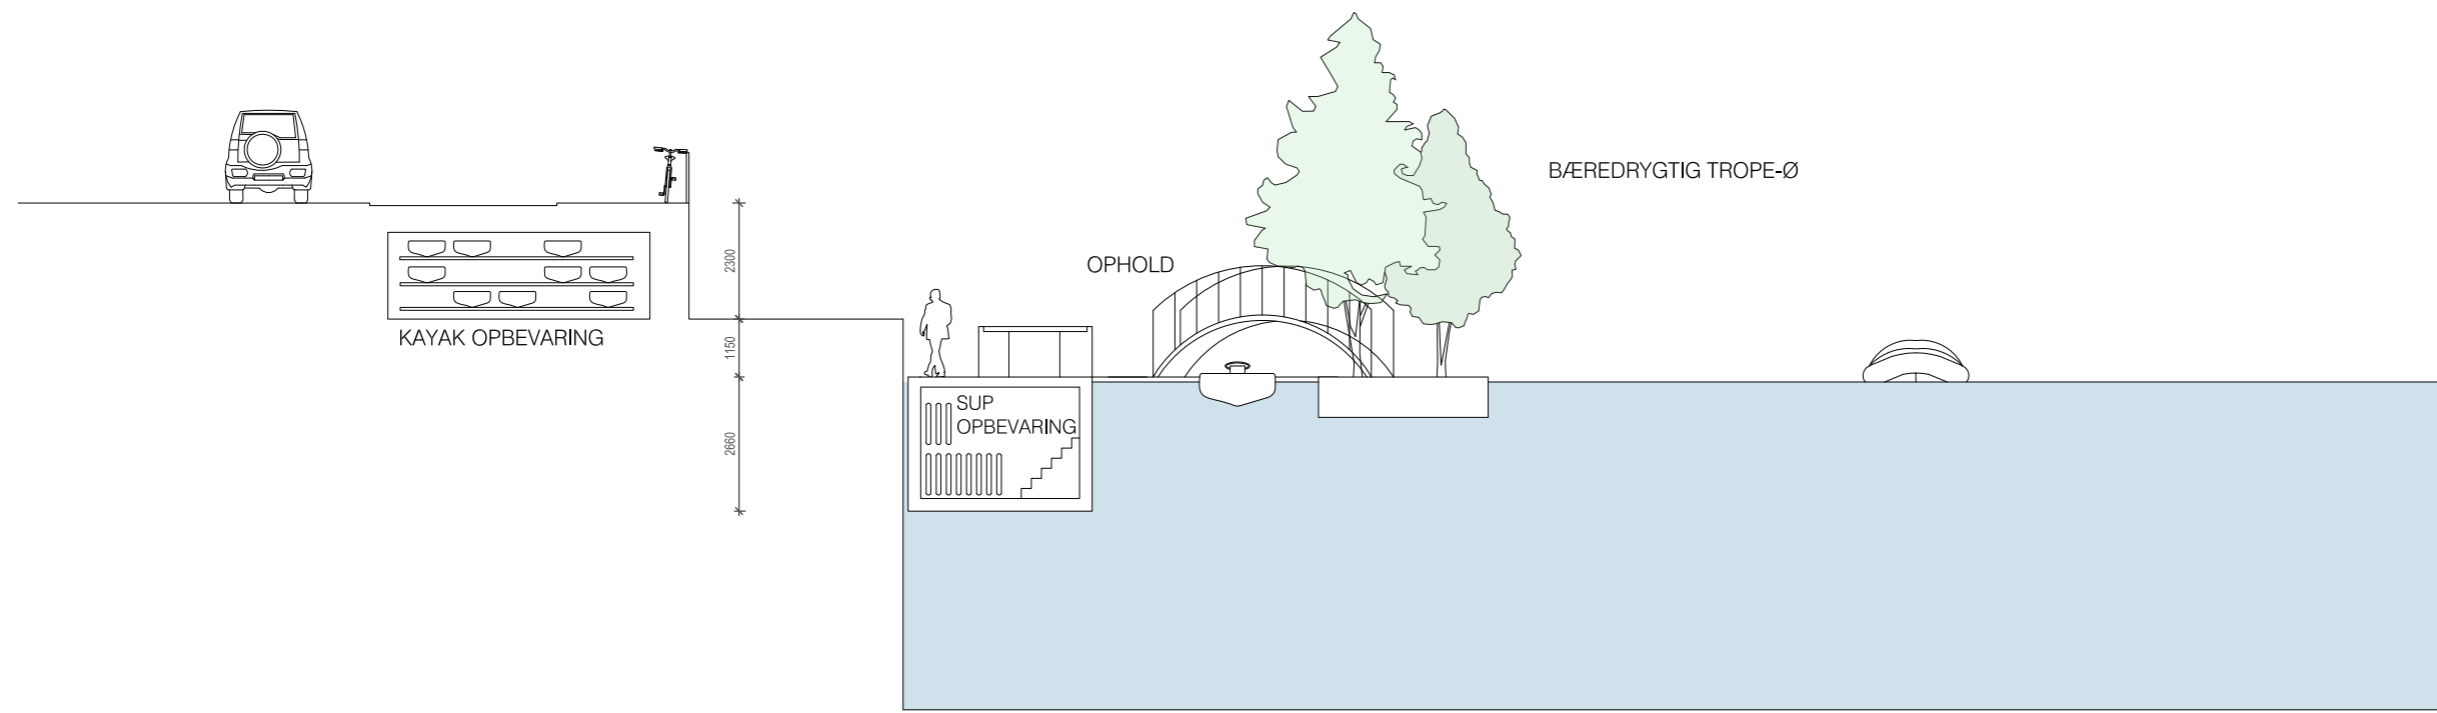 BÆREDRYGTIG TROPE-Ø
OPHOLD
2300
KAYAK OPBEVARING
1150
SUP
OPBEVARING
2660